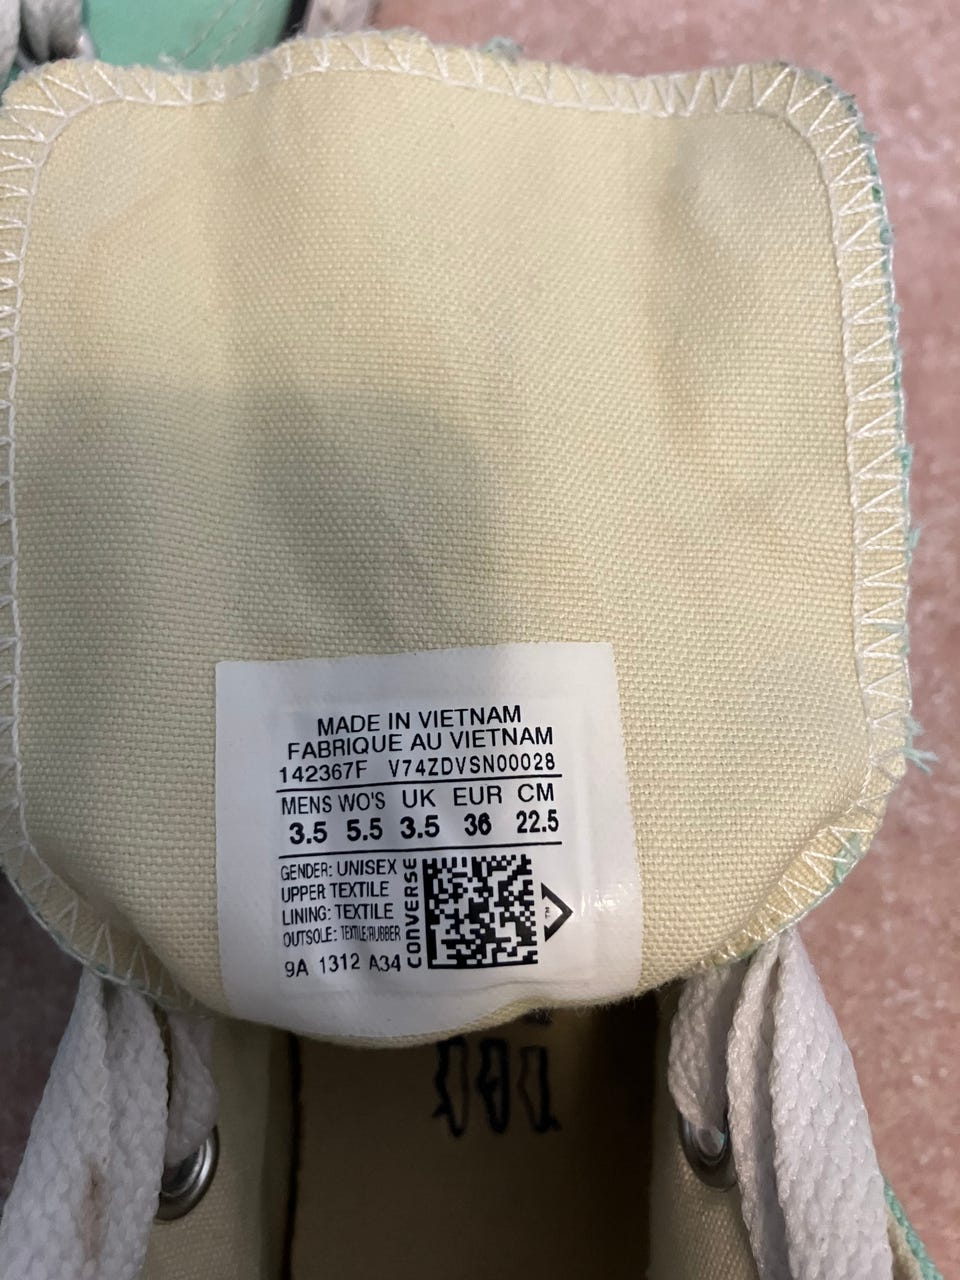 MADE IN VIETNAM
FABRIQUE AU VIETNAM
142367F V74ZDVSN00028
MENS WO'S UK EUR CM
3.5 5.5 3.5 36 22.5
GENDER: UNISEX
UPPER TEXTILE
LINING: TEXTILE
OUTSOLE: TEXTILE/RUBBER
9A 1312 A34
CONVERSE
TM